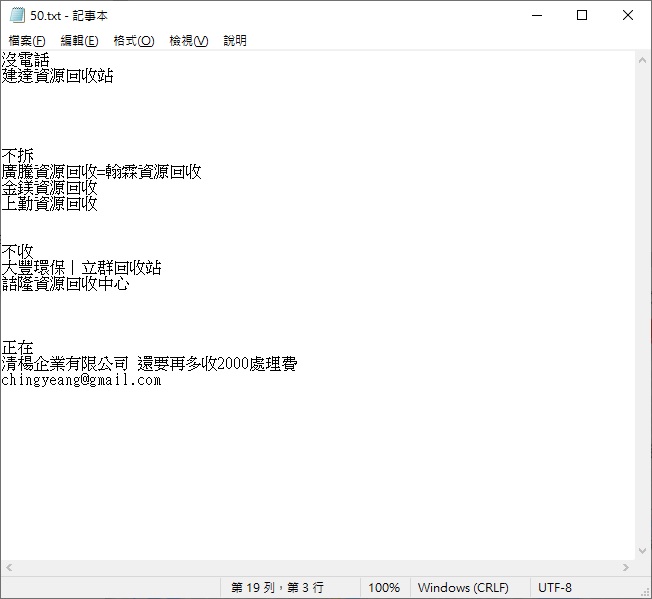 50.txt - 記事本
檔案(F) 編輯(E) 格式(O) 檢視(V) 說明
沒電話
建達資源回收站
不拆
廣騰資源回收=翰霖資源回收
金鎂資源回收
上勤資源回收
不收
大豐環保|立群回收站
詰隆資源回收中心
正在
清楊企業有限公司 還要再多收2000處理費
chingyeang@gmail.com
第 19 列,第 3 行 100% Windows (CRLF) UTF-8